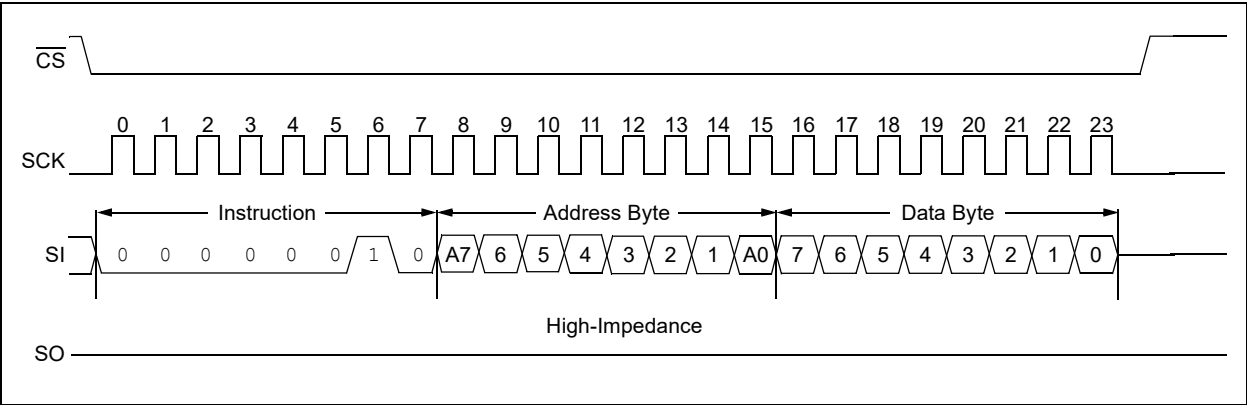 CS
0 1 2 3 4 5 6 7 8 9 10 11 12 13 14 15 16 17 18 19 20 21 22 23
SCK
Instruction Address Byte Data Byte
SI 0 0 0 0 0 0 1 0 A7 6 5 4 3 2 1 A0 7 6 5 4 3 2 1 0
High-Impedance
SO